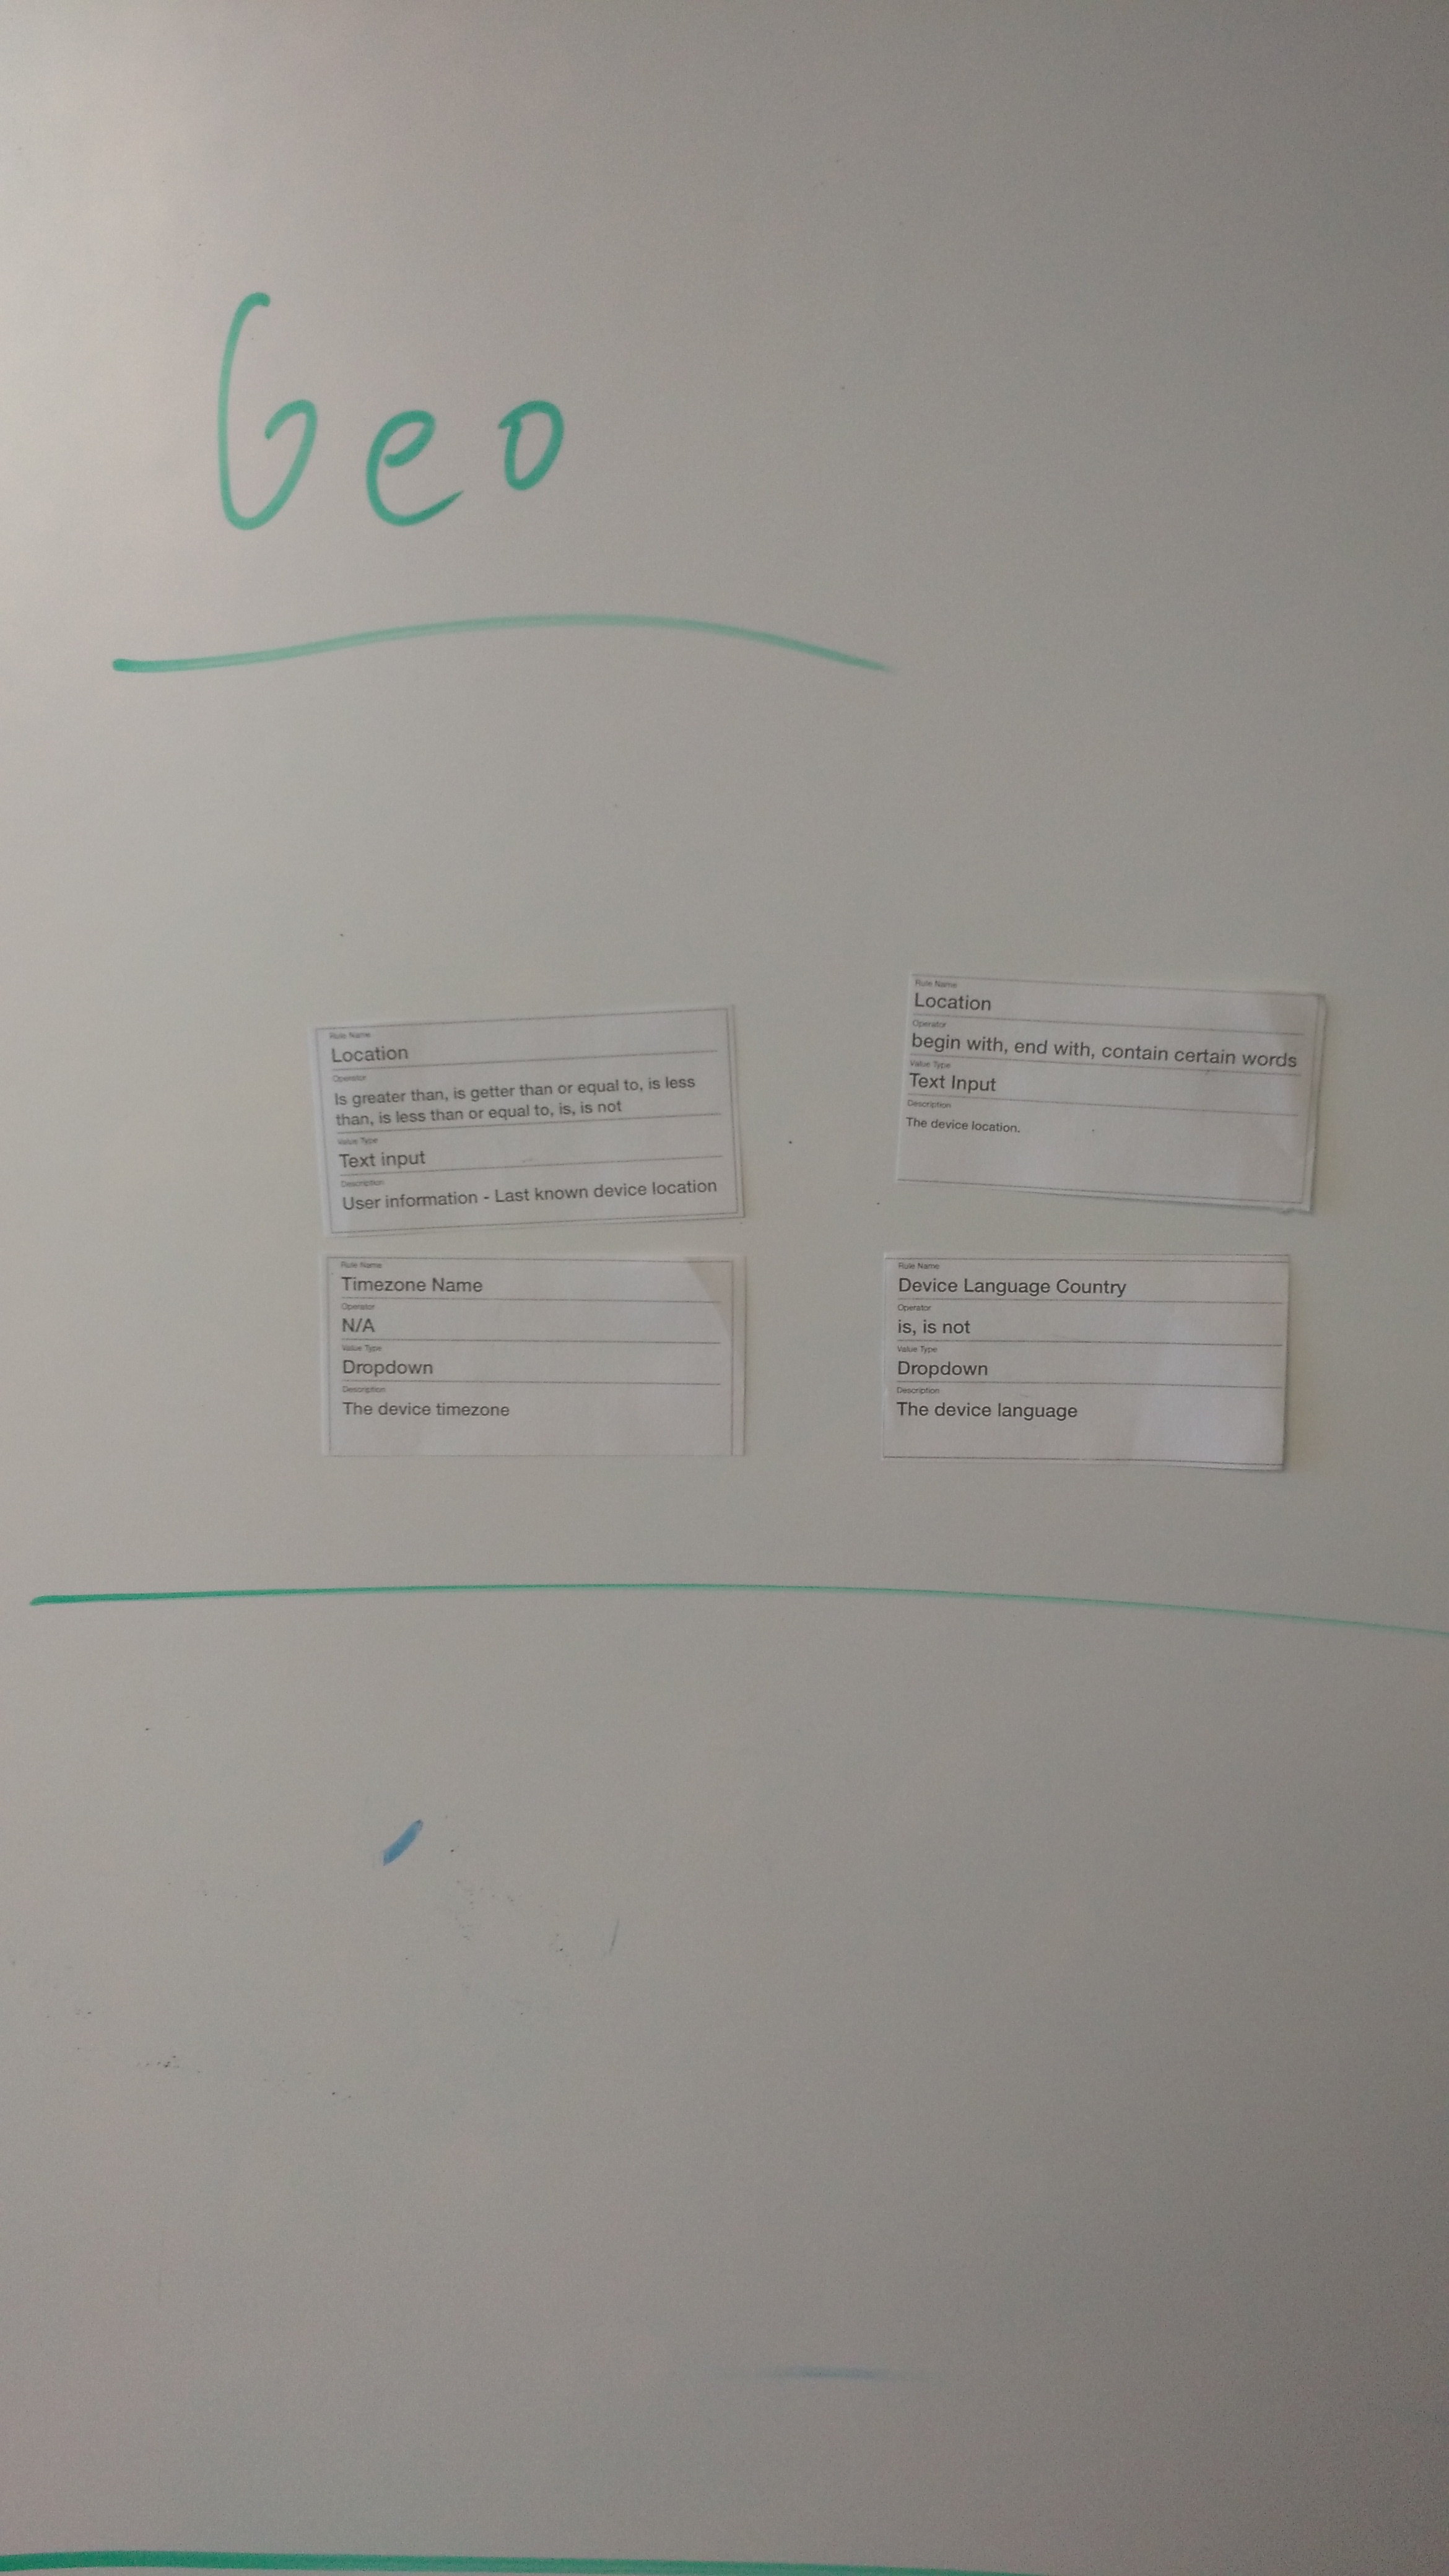 Geo
Rule Name
Location
Operator
Is greater than, is getter than or equal to, is less
than, is less than or equal to, is, is not
Value Type
Text input
Description
User information - Last known device location
Rule Name
Location
Operator
begin with, end with, contain certain words
Value Type
Text Input
Description
The device location.
Rule Name
Timezone Name
Operator
N/A
Value Type
Dropdown
Description
The device timezone
Rule Name
Device Language Country
Operator
is, is not
Value Type
Dropdown
Description
The device language